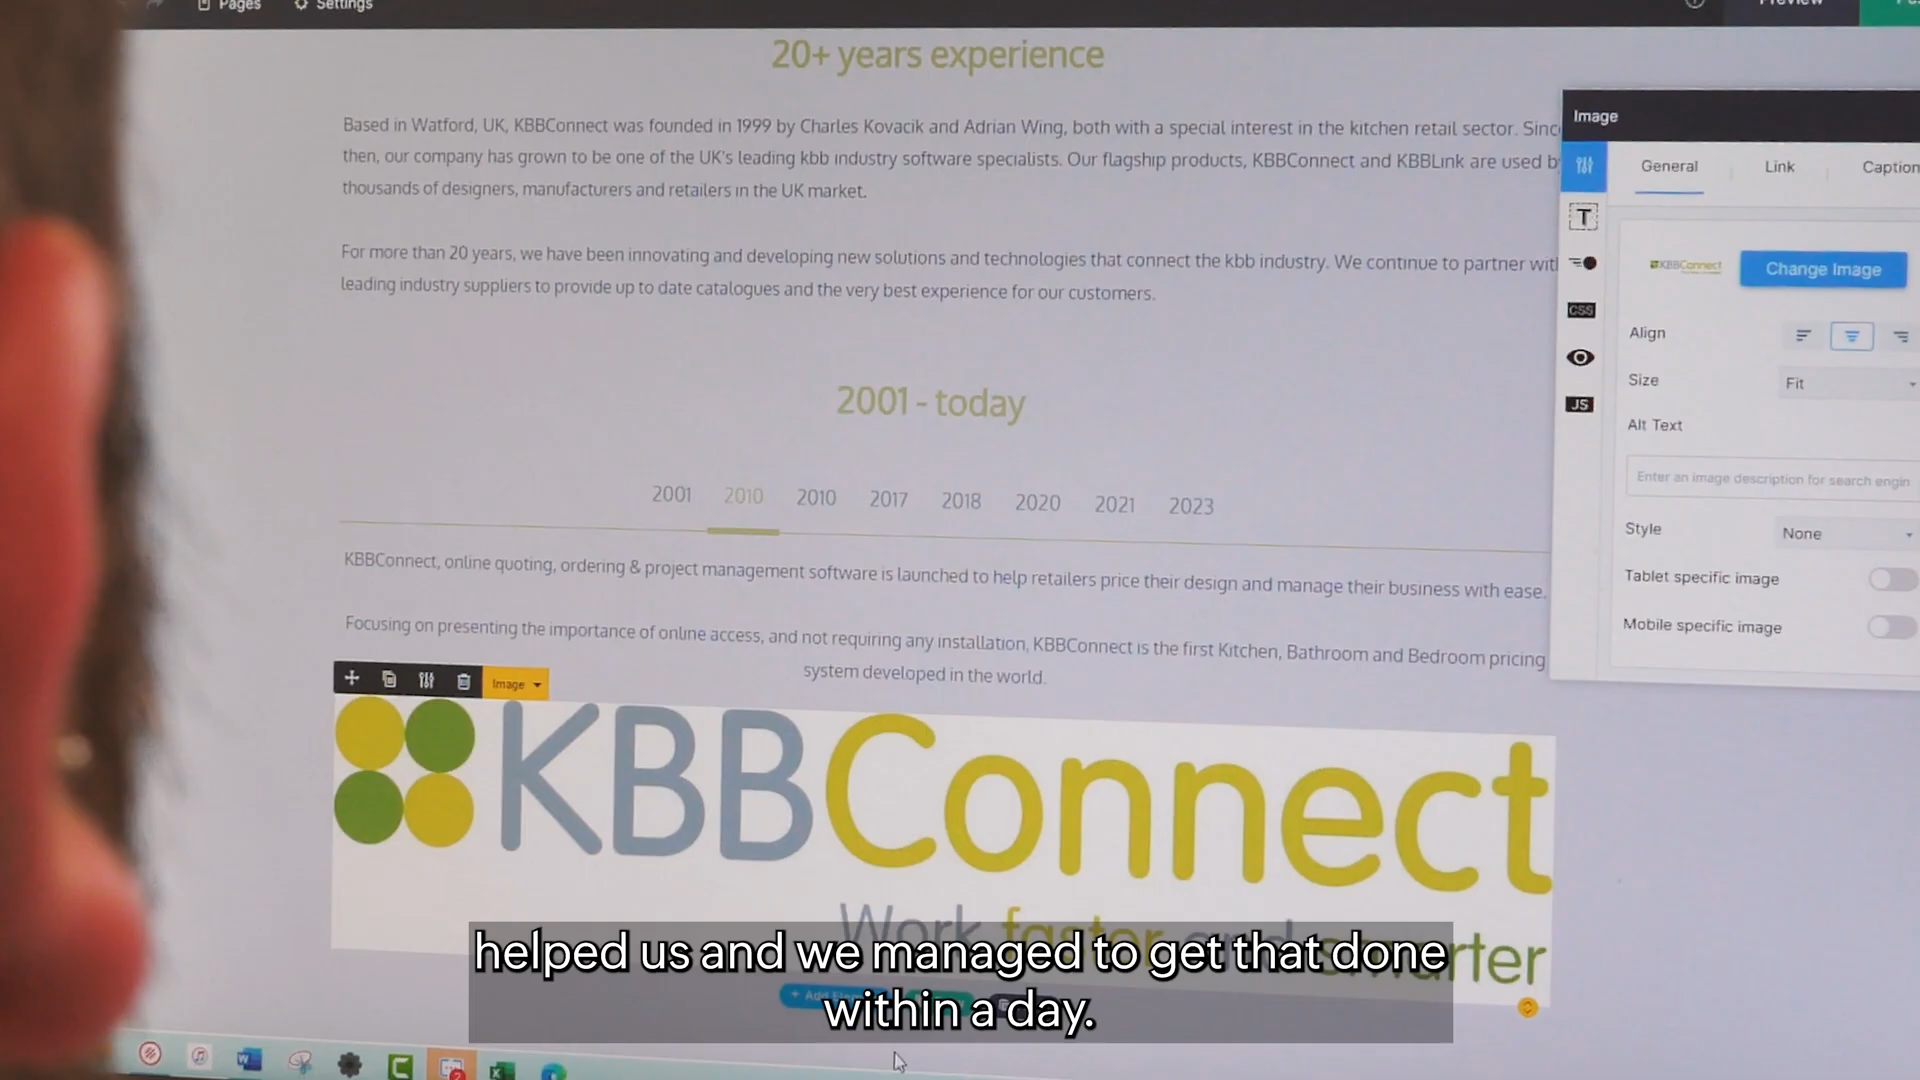 Pages Settings
Preview
20+ years experience
Based in Watford, UK, KBBConnect was founded in 1999 by Charles Kovacik and Adrian Wing, both with a special interest in the kitchen retail sector. Sinc
then, our company has grown to be one of the UK's leading kbb industry software specialists. Our flagship products, KBBConnect and KBBLink are used b
thousands of designers, manufacturers and retailers in the UK market.
For more than 20 years, we have been innovating and developing new solutions and technologies that connect the kbb industry. We continue to partner wit
leading industry suppliers to provide up to date catalogues and the very best experience for our customers.
2001 - today
2001 2010 2010 2017 2018 2020 2021 2023
KBBConnect, online quoting, ordering & project management software is launched to help retailers price their design and manage their business with ease.
Focusing on presenting the importance of online access, and not requiring any installation, KBBConnect is the first Kitchen, Bathroom and Bedroom pricing
system developed in the world.
Image
KBBConnect
Work faster and smarter
Image
General Link Caption
T
KBBConnect
Change Image
CSS
Align
Size Fit
JS
Alt Text
Enter an image description for search engin
Style None
Tablet specific image
Mobile specific image
helped us and we managed to get that done
within a day.